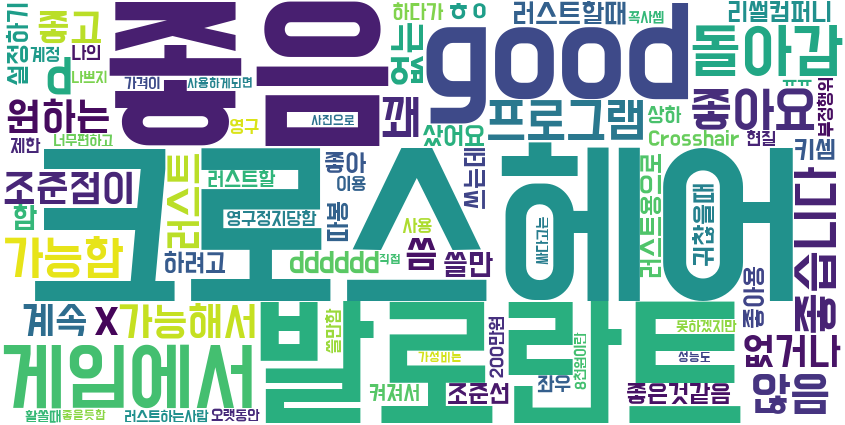 설정하기
좋고
계정
나의
d
나쁘지
좋음
하다가
ㅎㅇ
러스트할때
꼭사셈
리썰컴퍼니
없는
good
돌아감
가격이
사용하게되면
원하는
영구
사진으로
꽤
프로그램
상하
좋아요
부정행위
제한
너무편하고
샀어요
Crosshair
현질
키셈
크로스헤어
조준점이
러스트
러스트할
좋아
이용
쓰는데
러스트용으로
귀찮을때
함
영구정지당함
따봉
사용
싸다고는
좋습니다
가능함
하려고
dddddd
직접
씀
쓸만
좋아용
계속
X
가능해서
쓸만함
발로란트
못하겠지만
가성비는
200만원
성능도
없거나
게임에서
켜져서
조준선
좌우
8천원이란
좋은것같음
않음
활쏠때
좋은듯함
러스트하는사람
오랫동안